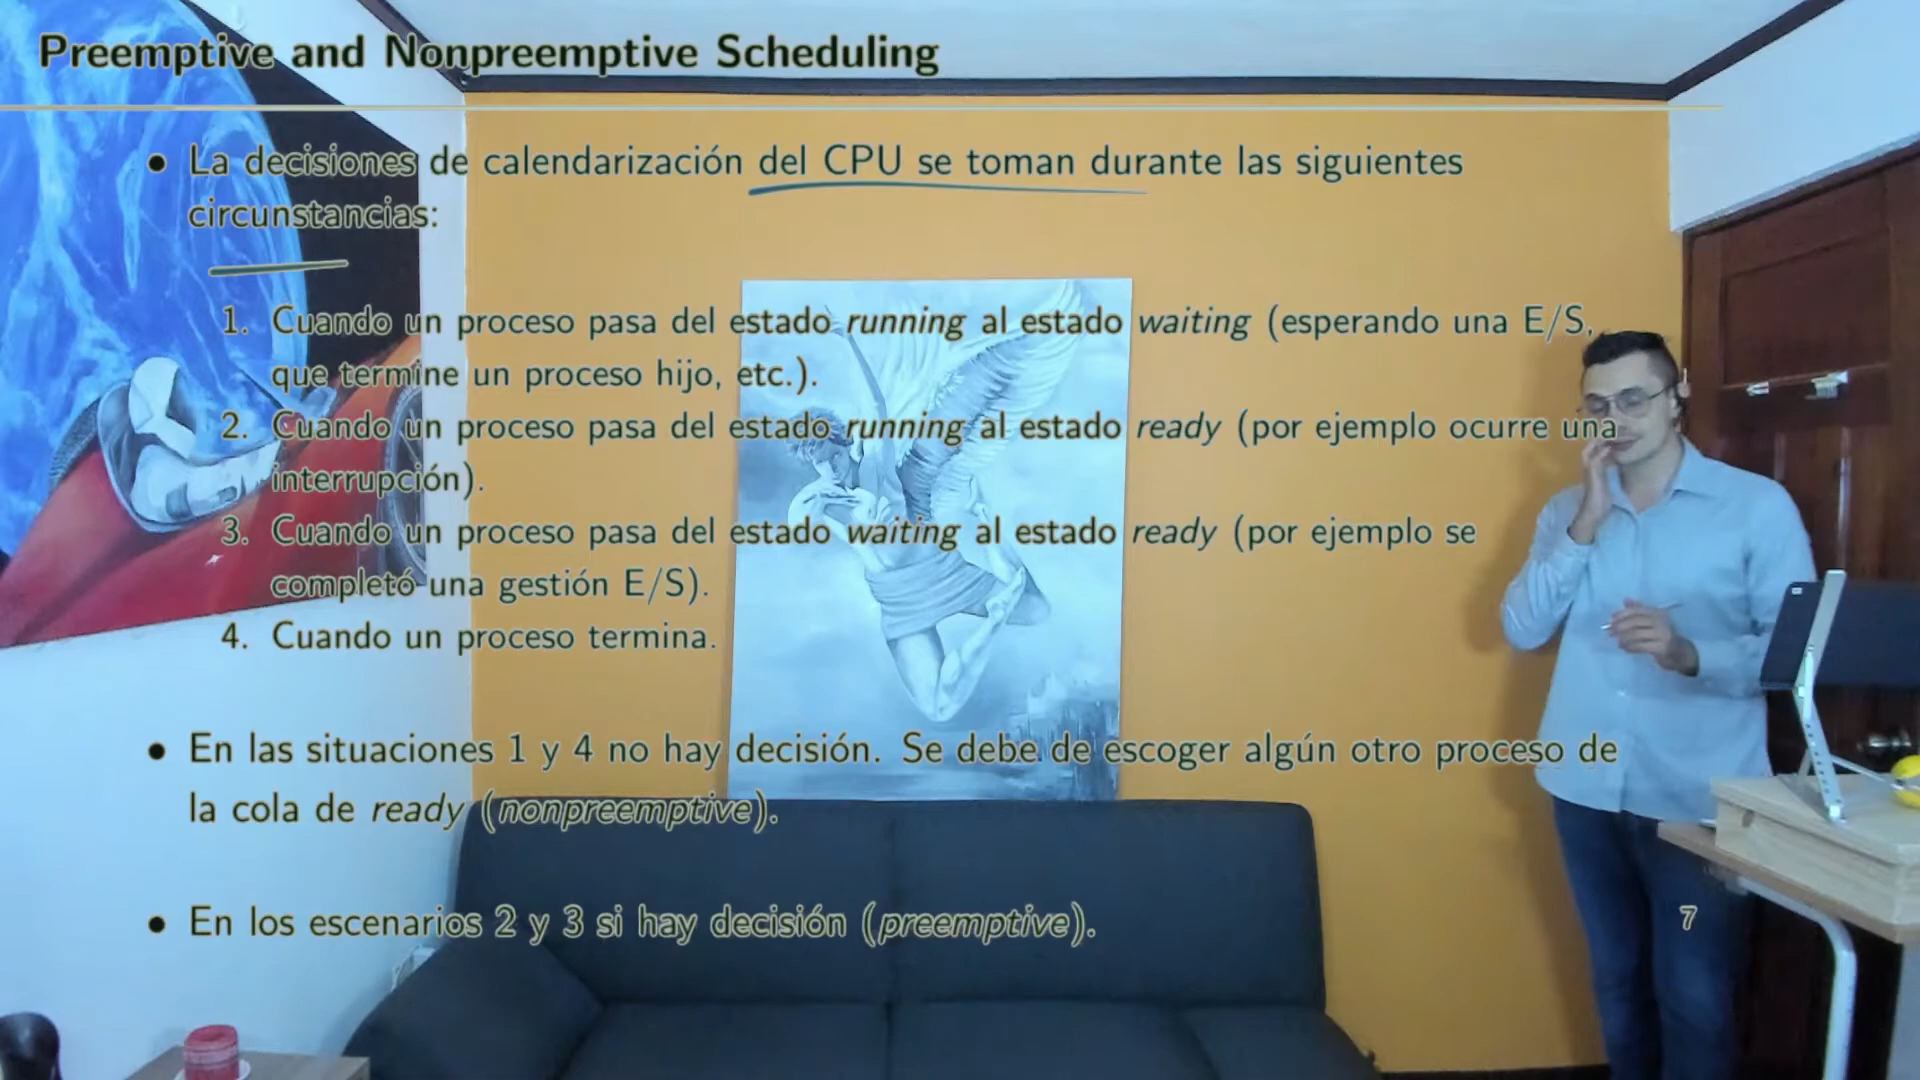 Preemptive and Nonpreemptive Scheduling
• La decisiones de calendarización del CPU se toman durante las siguientes
circunstancias:
1. Cuando un proceso pasa del estado running al estado waiting (esperando una E/S,
que termine un proceso hijo, etc.).
2. Cuando un proceso pasa del estado running al estado ready (por ejemplo ocurre una
interrupción).
3. Cuando un proceso pasa del estado waiting al estado ready (por ejemplo se
completó una gestión E/S).
4. Cuando un proceso termina.
• En las situaciones 1 y 4 no hay decisión. Se debe de escoger algún otro proceso de
la cola de ready (nonpreemptive).
• En los escenarios 2 y 3 si hay decisión (preemptive).
7